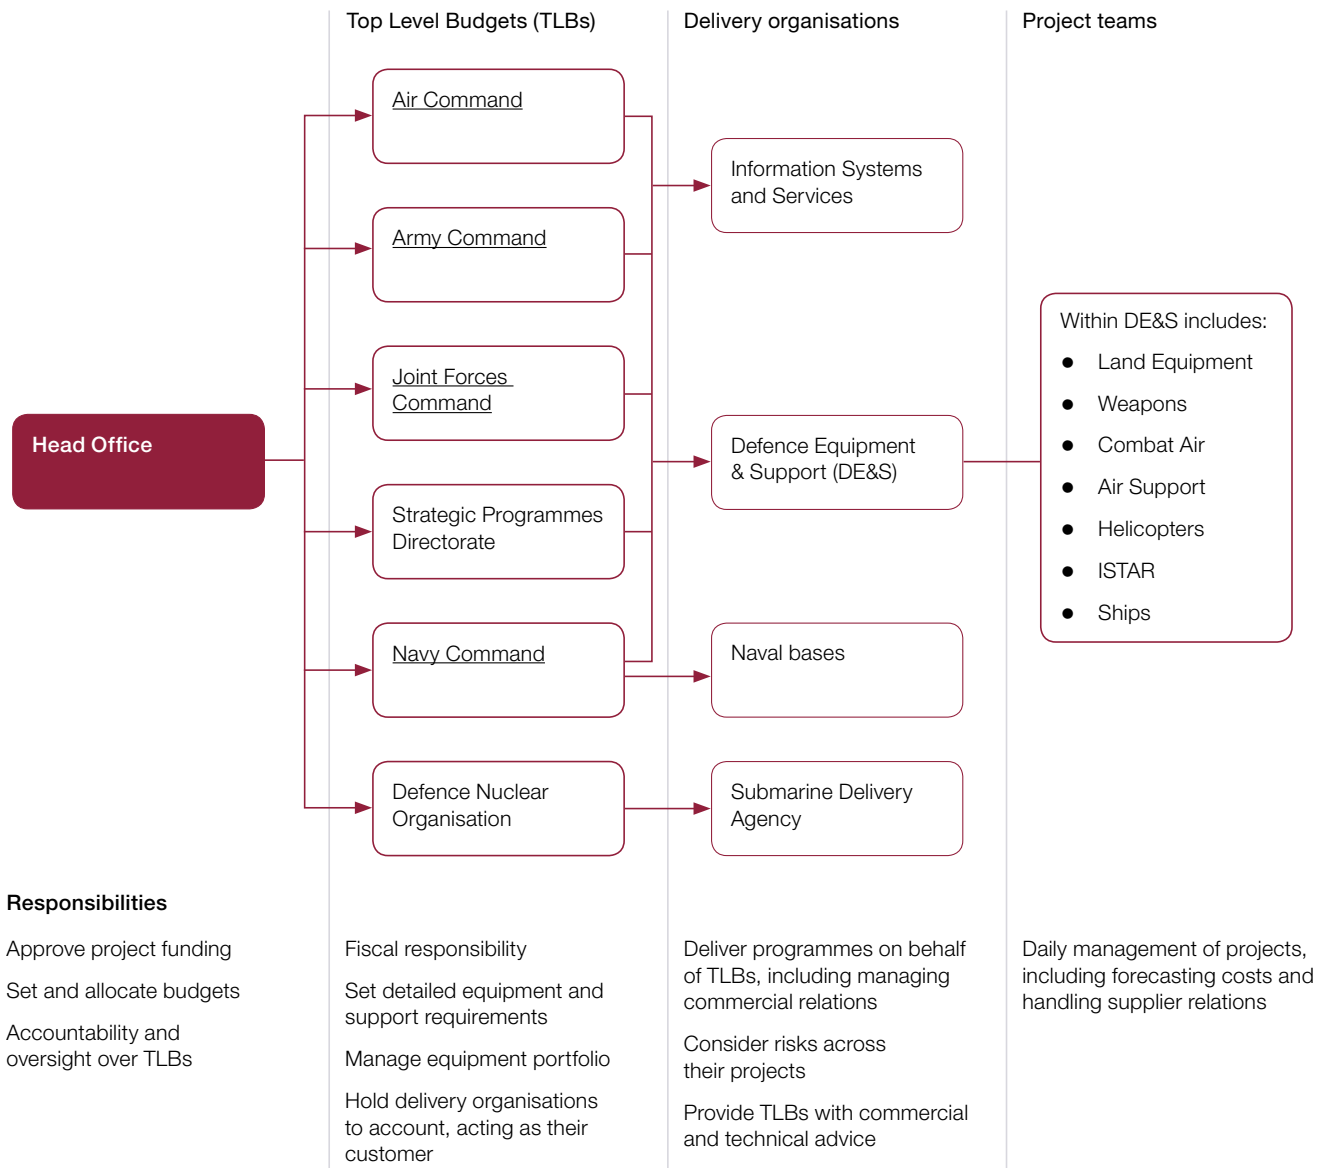 Top Level Budgets (TLBs)
Delivery organisations
Project teams
Head Office
Air Command
Army Command
Joint Forces
Command
Strategic Programmes
Directorate
Navy Command
Defence Nuclear
Organisation
Information Systems
and Services
Defence Equipment
& Support (DE&S)
Naval bases
Submarine Delivery
Agency
Within DE&S includes:
● Land Equipment
● Weapons
● Combat Air
● Air Support
● Helicopters
● ISTAR
● Ships
Responsibilities
Approve project funding
Set and allocate budgets
Accountability and
oversight over TLBs
Fiscal responsibility
Set detailed equipment and
support requirements
Manage equipment portfolio
Hold delivery organisations
to account, acting as their
customer
Deliver programmes on behalf
of TLBs, including managing
commercial relations
Consider risks across
their projects
Provide TLBs with commercial
and technical advice
Daily management of projects,
including forecasting costs and
handling supplier relations